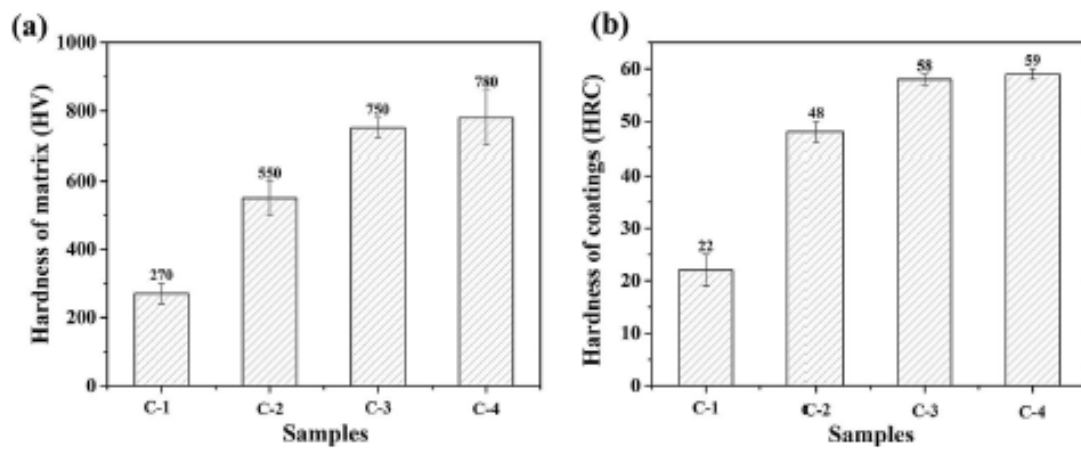 (a)
Hardness of matrix (HV)
1000
800
600
400
200
0
270
550
750
780
C-1
C-2
C-3
C-4
Samples
(b)
Hardness of coatings (HRC)
60
50
40
30
20
10
0
22
48
58
59
C-1
C-2
C-3
C-4
Samples